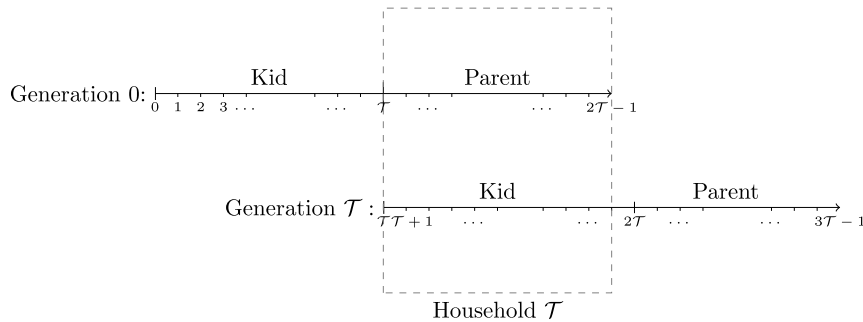 Kid Parent
Generation 0:
0 1 2 3 ... ... 𝒯 ... ... 2𝒯 − 1
Kid Parent
Generation 𝒯 :
𝒯 𝒯 + 1 ... ... 2𝒯 ... ... 3𝒯 − 1
Household 𝒯